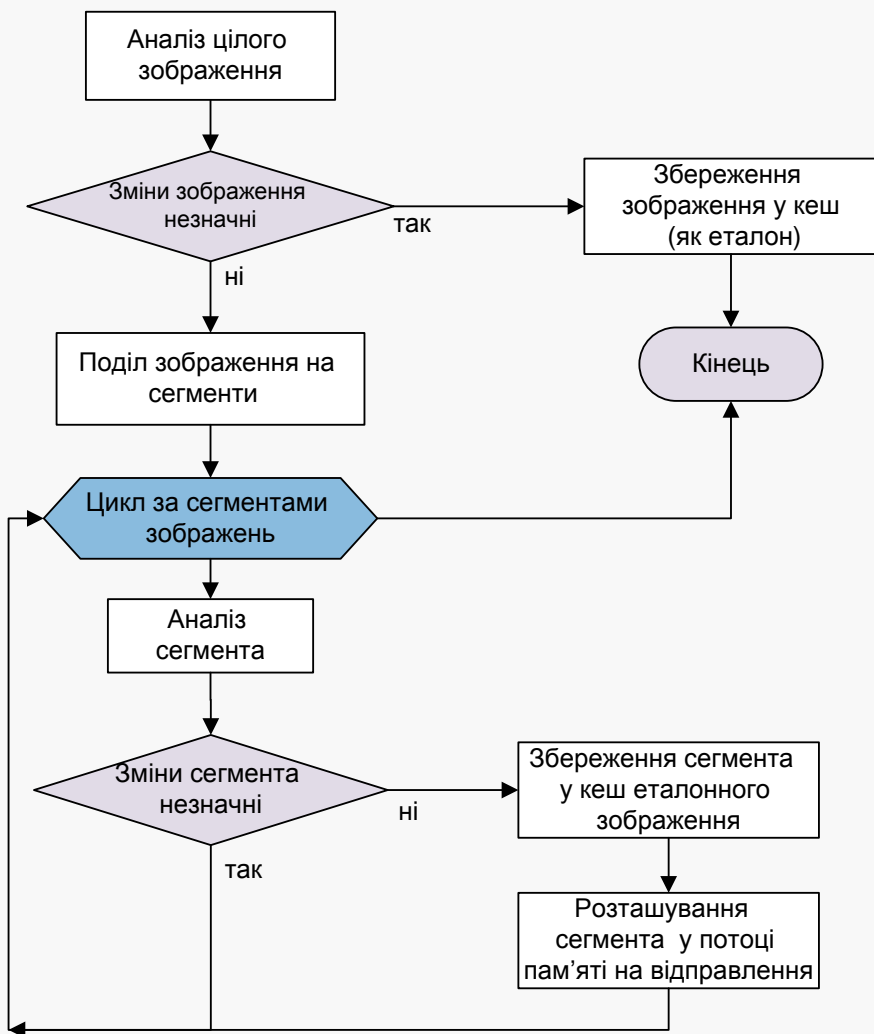 Аналіз цілого
зображення
Зміни зображення
незначні
так
Збереження
зображення у кеш
(як еталон)
ні
Поділ зображення на
сегменти
Кінець
Цикл за сегментами
зображень
Аналіз
сегмента
Зміни сегмента
незначні
ні
Збереження сегмента
у кеш еталонного
зображення
так
Розташування
сегмента у потоці
пам’яті на відправлення